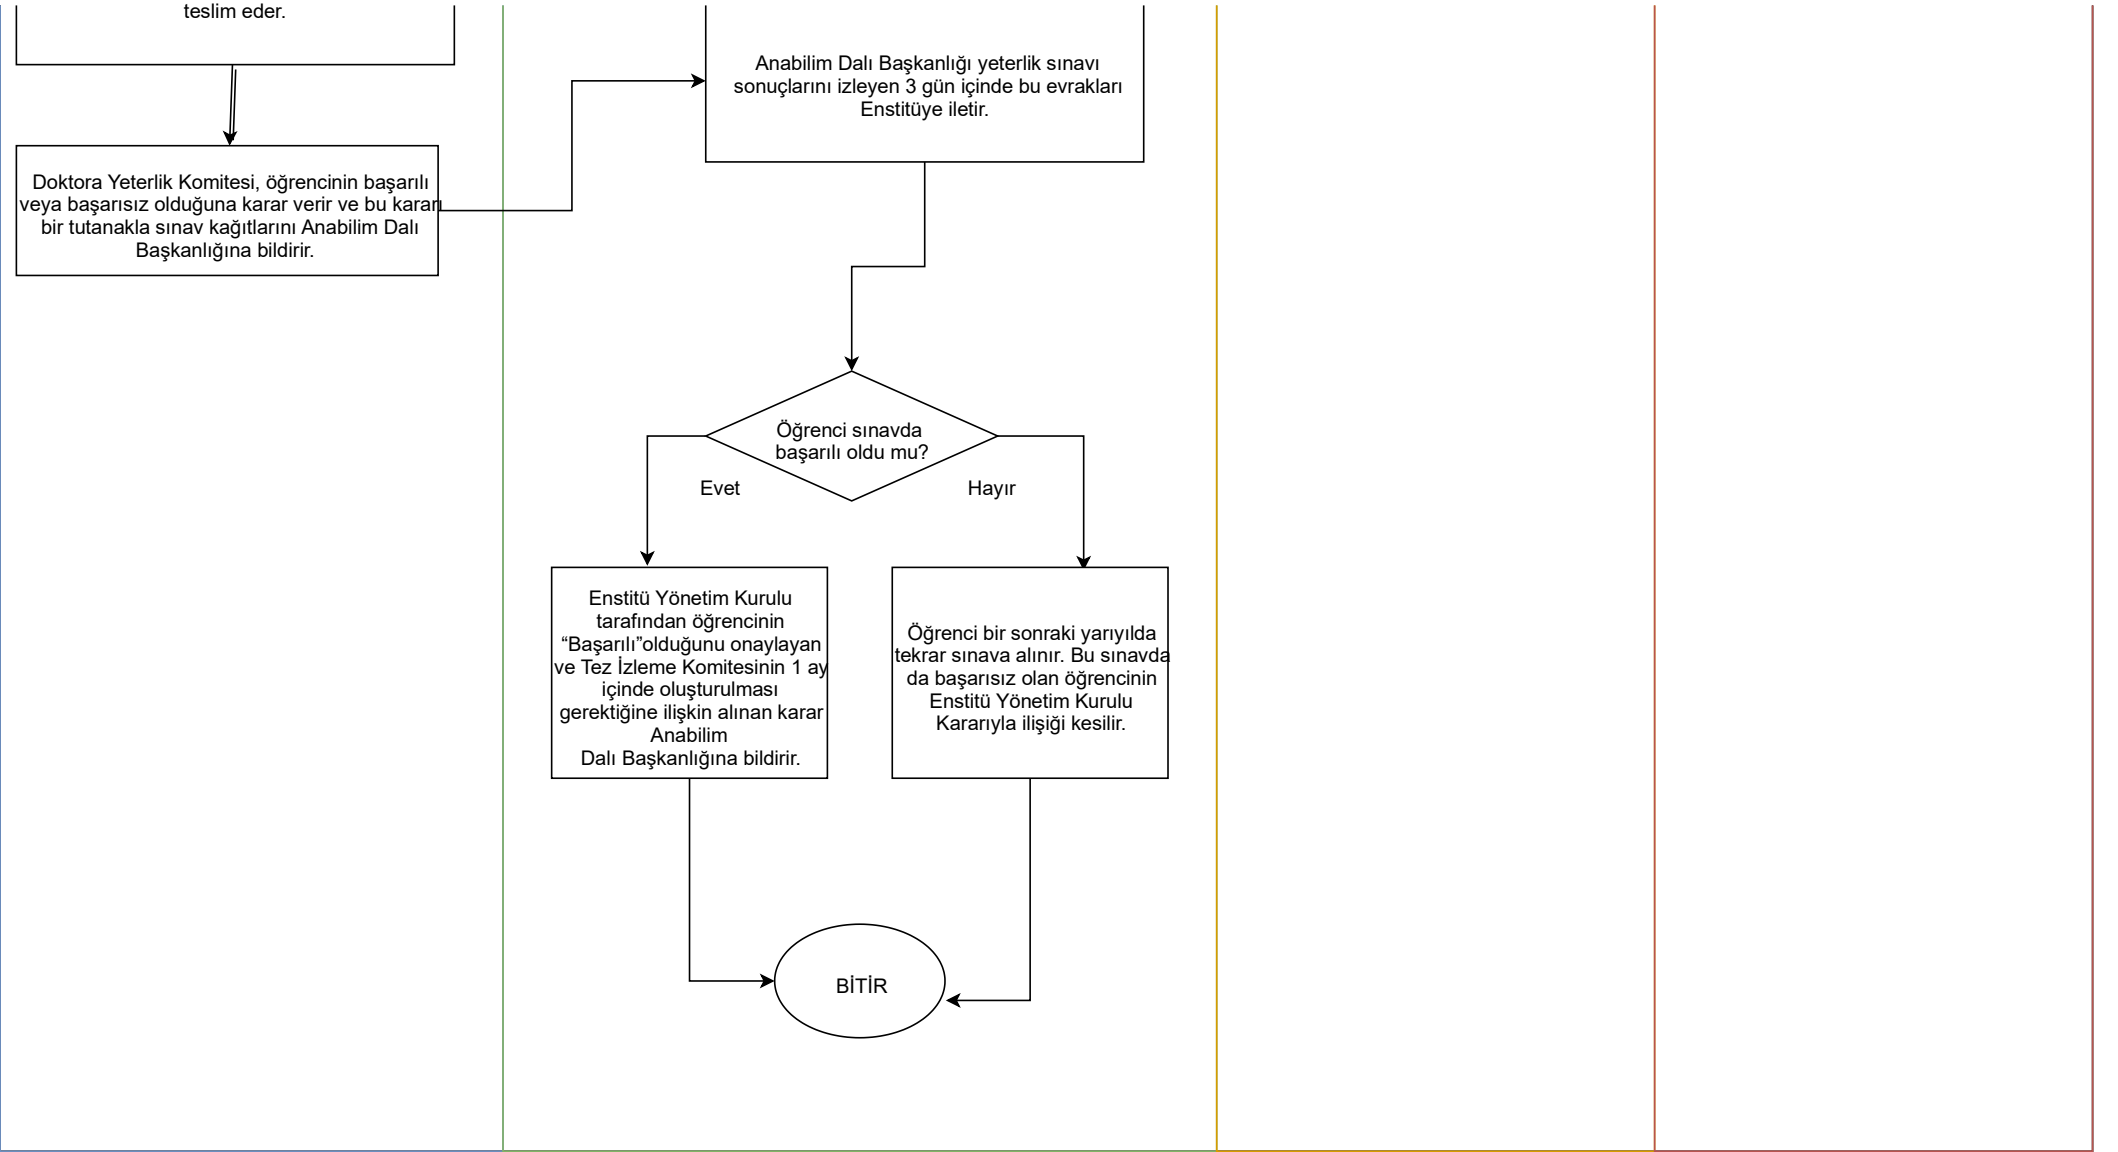 teslim eder.
Anabilim Dalı Başkanlığı yeterlik sınavı
sonuçlarını izleyen 3 gün içinde bu evrakları
Enstitüye iletir.
Doktora Yeterlik Komitesi, öğrencinin başarılı
veya başarısız olduğuna karar verir ve bu kararı
bir tutanakla sınav kağıtlarını Anabilim Dalı
Başkanlığına bildirir.
Öğrenci sınavda
başarılı oldu mu?
Evet
Hayır
Enstitü Yönetim Kurulu
tarafından öğrencinin
“Başarılı”olduğunu onaylayan
ve Tez İzleme Komitesinin 1 ay
içinde oluşturulması
gerektiğine ilişkin alınan karar
Anabilim
Dalı Başkanlığına bildirir.
Öğrenci bir sonraki yarıyılda
tekrar sınava alınır. Bu sınavda
da başarısız olan öğrencinin
Enstitü Yönetim Kurulu
Kararıyla ilişiği kesilir.
BİTİR